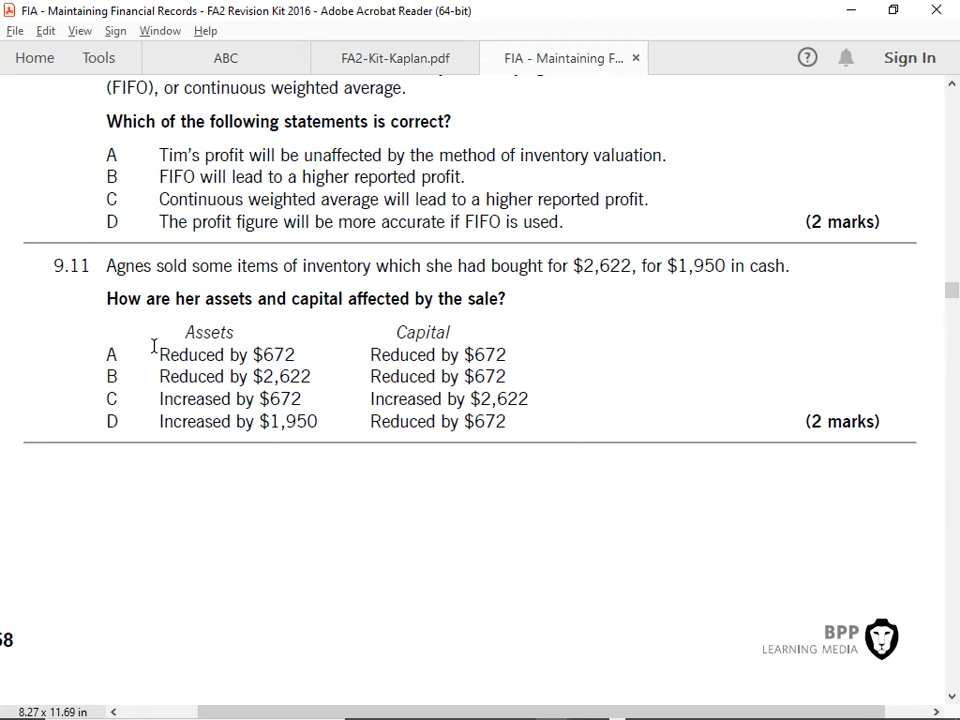 FIA - Maintaining Financial Records - FA2 Revision Kit 2016 - Adobe Acrobat Reader (64-bit)
File Edit View Sign Window Help
Home Tools ABC FA2-Kit-Kaplan.pdf FIA - Maintaining F... × ? Sign In
(FIFO), or continuous weighted average.
Which of the following statements is correct?
A Tim's profit will be unaffected by the method of inventory valuation.
B FIFO will lead to a higher reported profit.
C Continuous weighted average will lead to a higher reported profit.
D The profit figure will be more accurate if FIFO is used. (2 marks)
9.11 Agnes sold some items of inventory which she had bought for $2,622, for $1,950 in cash.
How are her assets and capital affected by the sale?
Assets Capital
A Reduced by $672 Reduced by $672
B Reduced by $2,622 Reduced by $672
C Increased by $672 Increased by $2,622
D Increased by $1,950 Reduced by $672 (2 marks)
BPP
58 LEARNING MEDIA
8.27 x 11.69 in